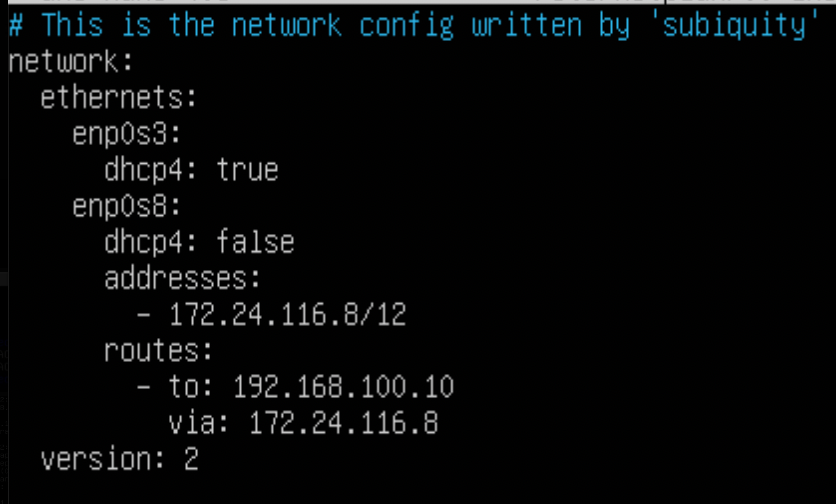 # This is the network config written by 'subiquity'
network:
  ethernets:
    enp0s3:
      dhcp4: true
    enp0s8:
      dhcp4: false
      addresses:
        - 172.24.116.8/12
      routes:
        - to: 192.168.100.10
          via: 172.24.116.8
  version: 2